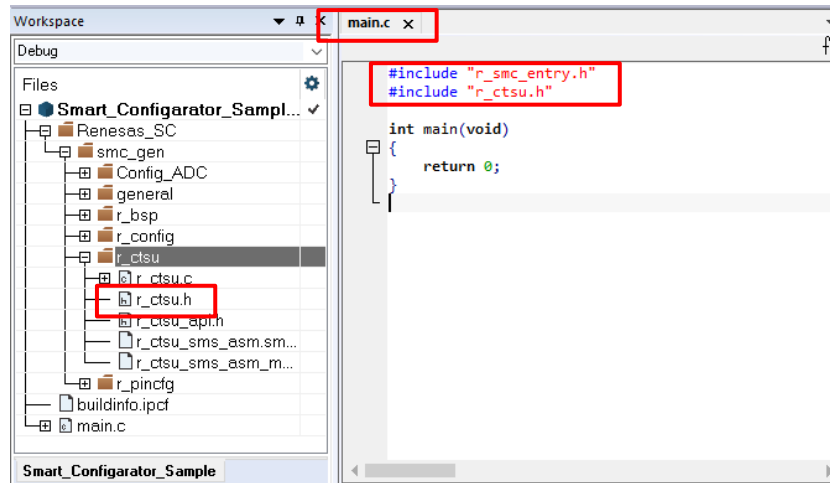 Workspace
Debug
Files
Smart_Configarator_Sampl...
Renesas_SC
smc_gen
Config_ADC
general
r_bsp
r_config
r_ctsu
r_ctsu.c
r_ctsu.h
r_ctsu_api.h
r_ctsu_sms_asm.sm...
r_ctsu_sms_asm_m...
r_pincfg
buildinfo.ipcf
main.c
Smart_Configarator_Sample
main.c
#include "r_smc_entry.h"
#include "r_ctsu.h"
int main(void)
{
return 0;
}